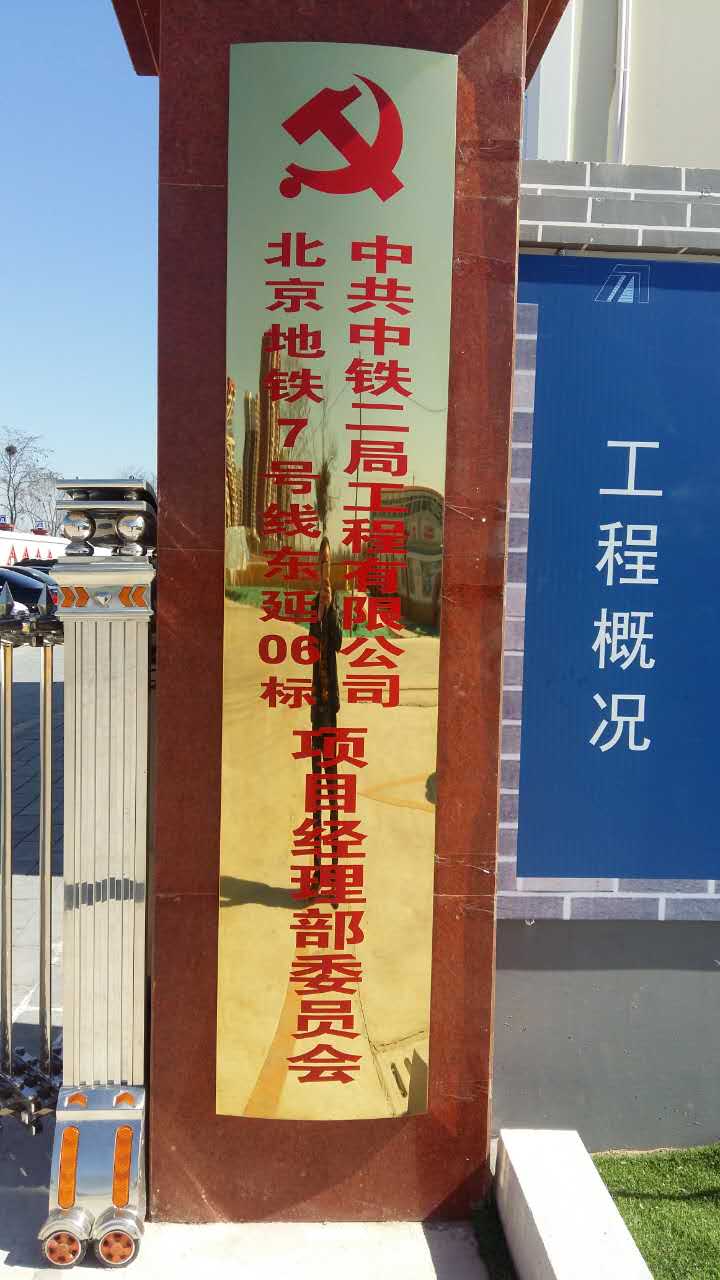 中共中铁二局工程有限公司
北京地铁7号线东延06标
项目经理部委员会
工程概况